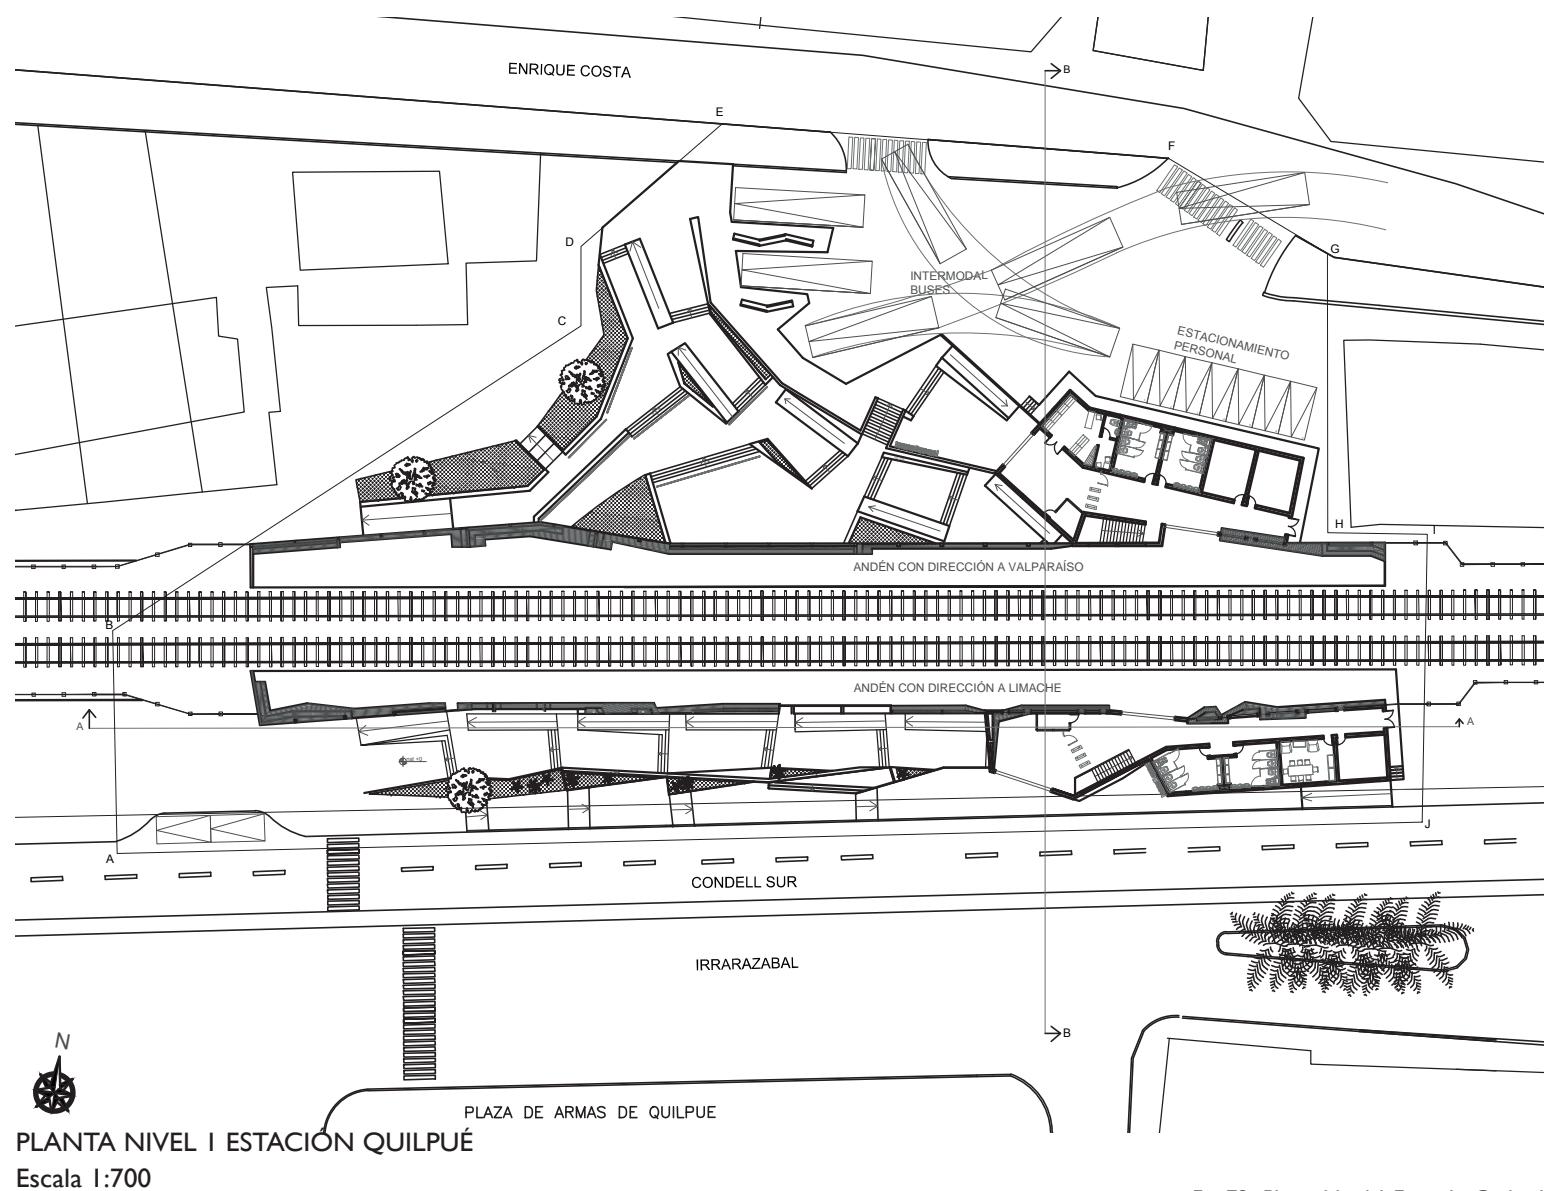 ENRIQUE COSTA
B
E
F
D
G
INTERMODAL
BUSES
C
ESTACIONAMIENTO
PERSONAL
H
I
ANDÉN CON DIRECCIÓN A VALPARAÍSO
B
ANDÉN CON DIRECCIÓN A LIMACHE
A
A
J
A
CONDELL SUR
IRRARAZABAL
B
N
PLAZA DE ARMAS DE QUILPUE
PLANTA NIVEL 1 ESTACIÓN QUILPUÉ
Escala 1:700